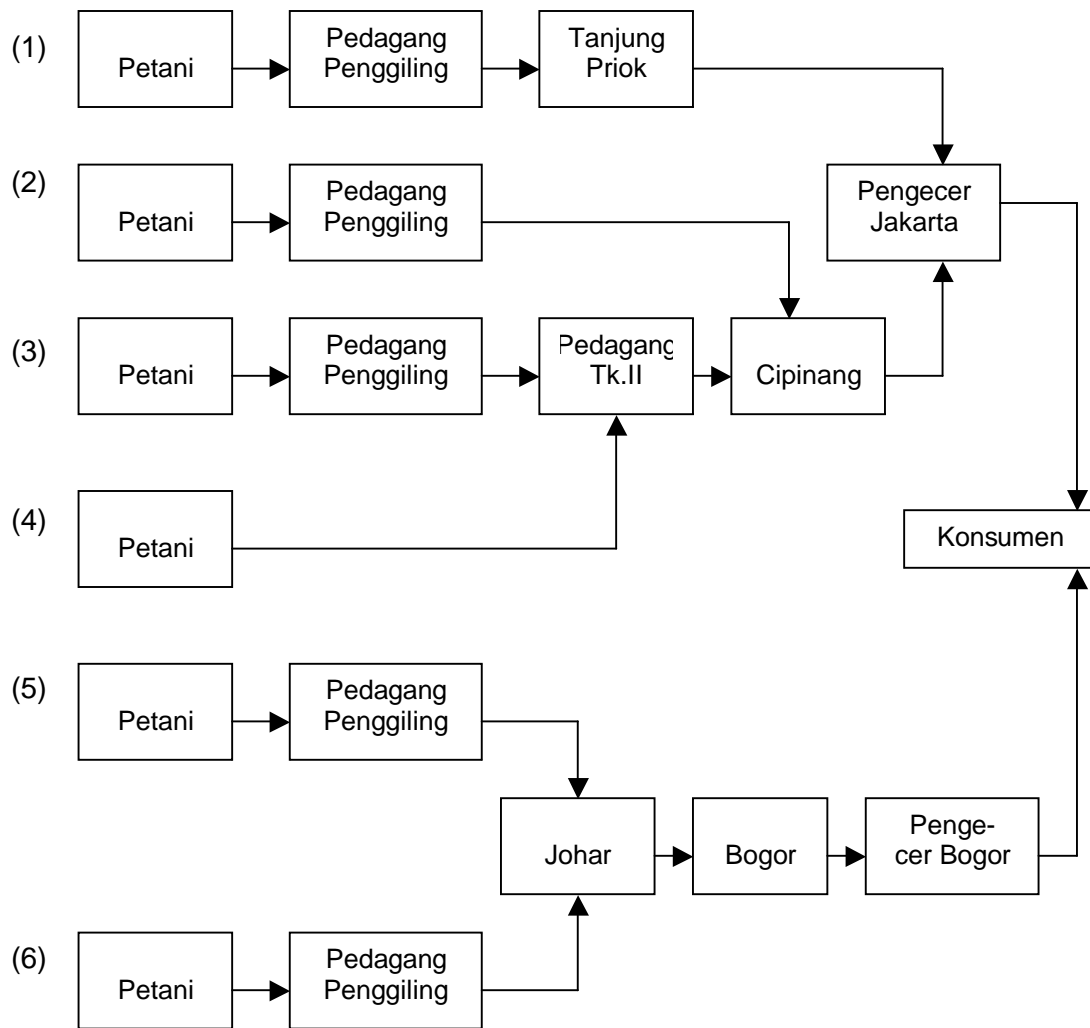 (1)
Petani
Pedagang
Penggiling
Tanjung
Priok
(2)
Petani
Pedagang
Penggiling
Pengecer
Jakarta
(3)
Petani
Pedagang
Penggiling
Pedagang
Tk.II
Cipinang
(4)
Petani
Konsumen
(5)
Petani
Pedagang
Penggiling
Johar
Bogor
Penge-
cer Bogor
(6)
Petani
Pedagang
Penggiling